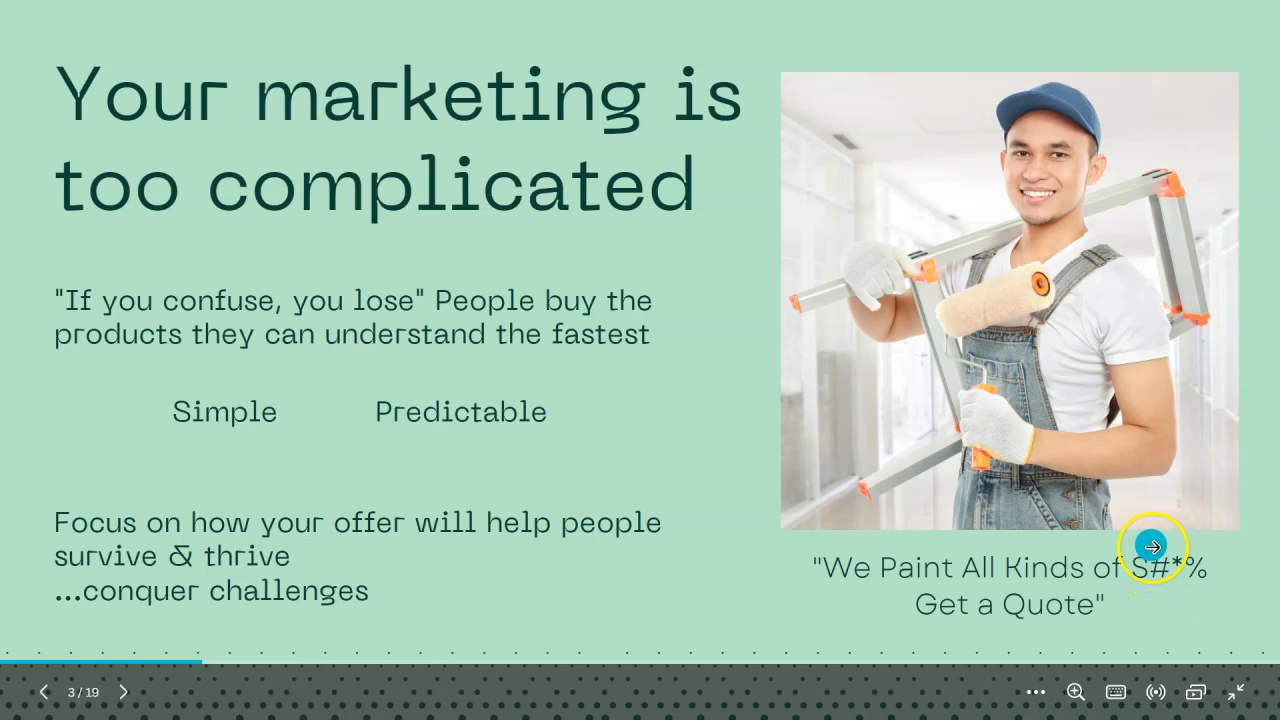 Your marketing is
too complicated
"If you confuse, you lose" People buy the
products they can understand the fastest
Simple Predictable
Focus on how your offer will help people
survive & thrive
...conquer challenges
"We Paint All Kinds of S#*%
Get a Quote"
3 / 19